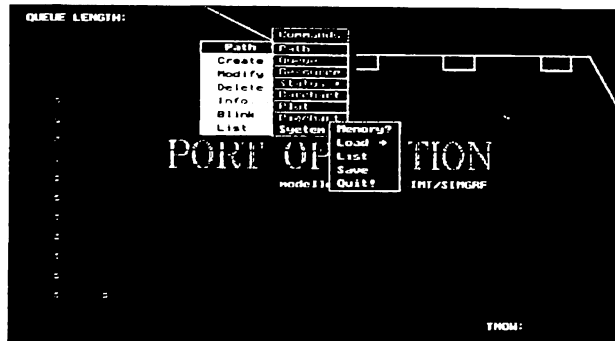 QUEUE LENGTH:
Commands
Path
Queue
Resource
Status +
Barchart
Plot
Piechart
System
Path
Create
Modify
Delete
Info
Blink
List
Memory?
Load →
List
Save
Quit!
PORT OP TION
modelle IMT/SIMGRF
TNOW: